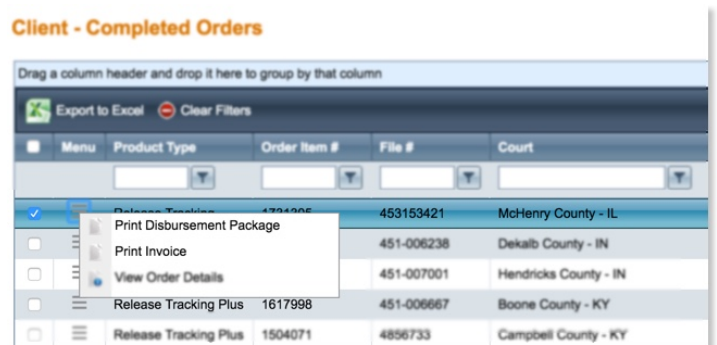 Client - Completed Orders
Drag a column header and drop it here to group by that column
Export to Excel Clear Filters
Menu Product Type Order Item # File # Court
Release Tracking 1731305 453153421 McHenry County - IL
Print Disbursement Package
451-006238 Dekalb County - IN
Print Invoice
451-007001 Hendricks County - IN
View Order Details
Release Tracking Plus 1617998 451-006667 Boone County - KY
Release Tracking Plus 1504071 4856733 Campbell County - KY